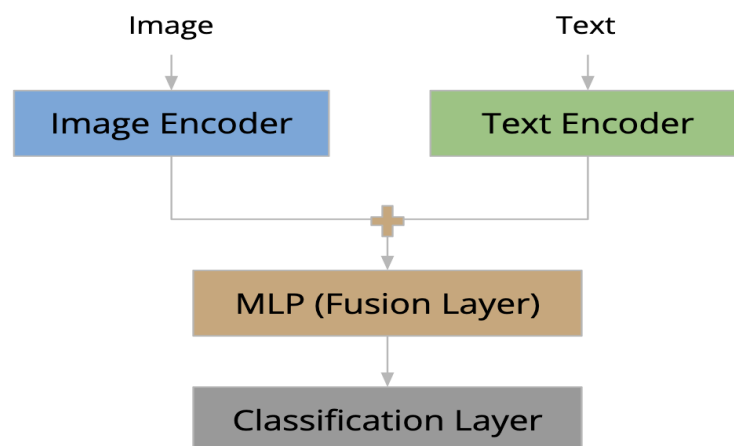 Image
Text
Image Encoder
Text Encoder
MLP (Fusion Layer)
Classification Layer